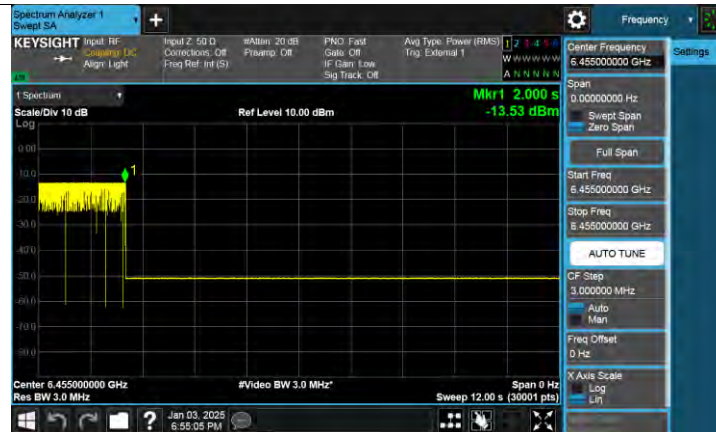 Spectrum Analyzer 1
Swept SA
+
Frequency
KEYSIGHT
Input: RF
Coupling: DC
Align: Light
Input Z: 50 Ω
Corrections: Off
Freq Ref: Int (S)
#Atten: 20 dB
Preamp: Off
PNO: Fast
Gate: Off
IF Gain: Low
Sig Track: Off
Avg Type: Power (RMS)
Trig: External 1
1 2 3 4 5 6
W W W W W W
A N N N N N
Center Frequency
6.455000000 GHz
Settings
Span
0.00000000 Hz
Swept Span
Zero Span
Full Span
Start Freq
6.455000000 GHz
Stop Freq
6.455000000 GHz
AUTO TUNE
CF Step
3.000000 MHz
Auto
Man
Freq Offset
0 Hz
X Axis Scale
Log
Lin
1 Spectrum
Scale/Div 10 dB
Ref Level 10.00 dBm
Mkr1 2.000 s
-13.53 dBm
Log
0.00
-10.0
-20.0
-30.0
-40.0
-50.0
-60.0
-70.0
-80.0
1
Center 6.455000000 GHz
Res BW 3.0 MHz
#Video BW 3.0 MHz*
Span 0 Hz
Sweep 12.00 s (30001 pts)
?
Jan 03, 2025
6:55:05 PM